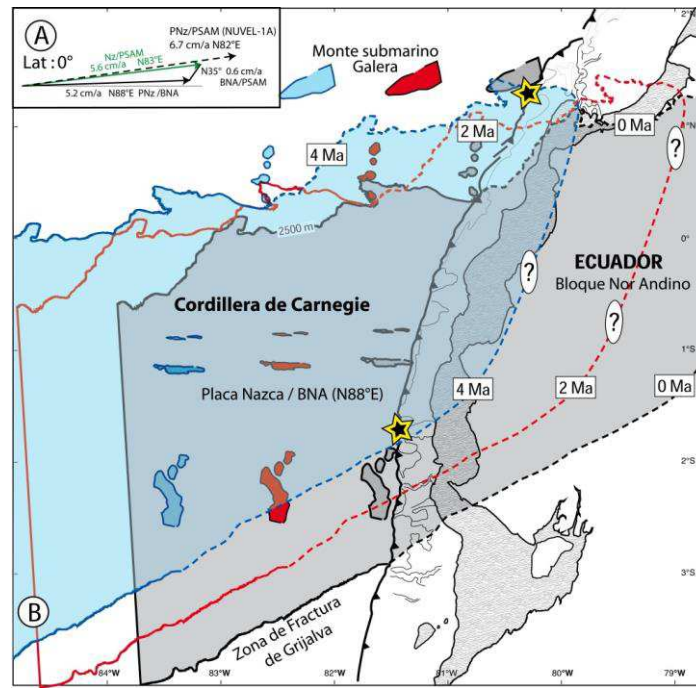 A
Lat : 0°
PNz/PSAM (NUVEL-1A)
6.7 cm/a N82°E
Nz/PSAM
5.6 cm/a N83°E
N35° 0.6 cm/a
BNA/PSAM
5.2 cm/a N88°E PNz/BNA
Monte submarino
Galera
2°N
4 Ma
2 Ma
0 Ma
1°N
2500 m
0°
?
?
?
ECUADOR
Bloque Nor Andino
Cordillera de Carnegie
1°S
Placa Nazca / BNA (N88°E)
4 Ma
2 Ma
0 Ma
2°S
3°S
B
Zona de Fractura
de Grijalva
84°W
83°W
82°W
81°W
80°W
79°W